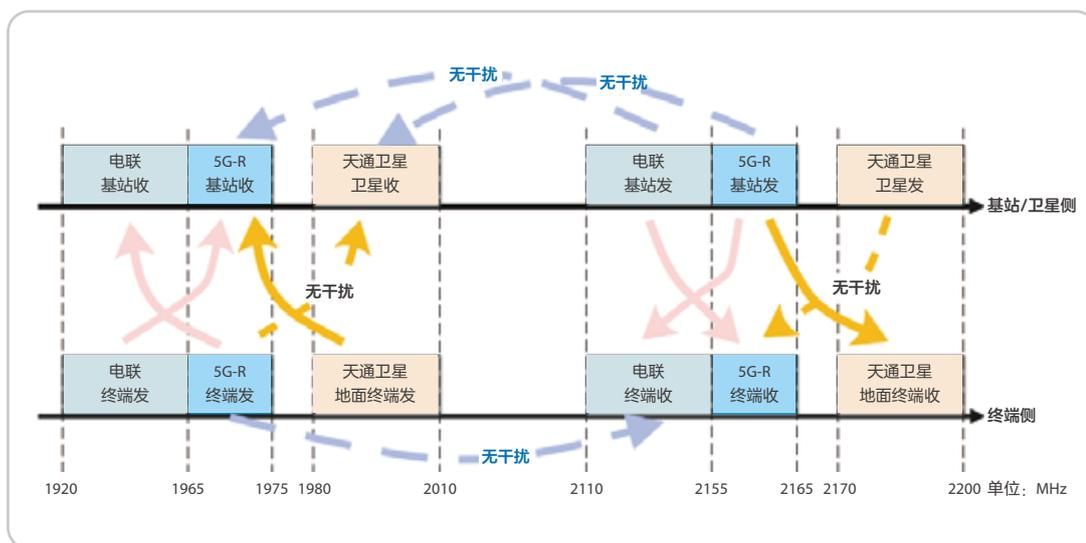 无干扰
无干扰
电联
基站收
5G-R
基站收
天通卫星
卫星收
电联
基站发
5G-R
基站发
天通卫星
卫星发
基站/卫星侧
无干扰
无干扰
电联
终端发
5G-R
终端发
天通卫星
地面终端发
电联
终端收
5G-R
终端收
天通卫星
地面终端收
终端侧
无干扰
1920
1965
1975
1980
2010
2110
2155
2165
2170
2200
单位：MHz